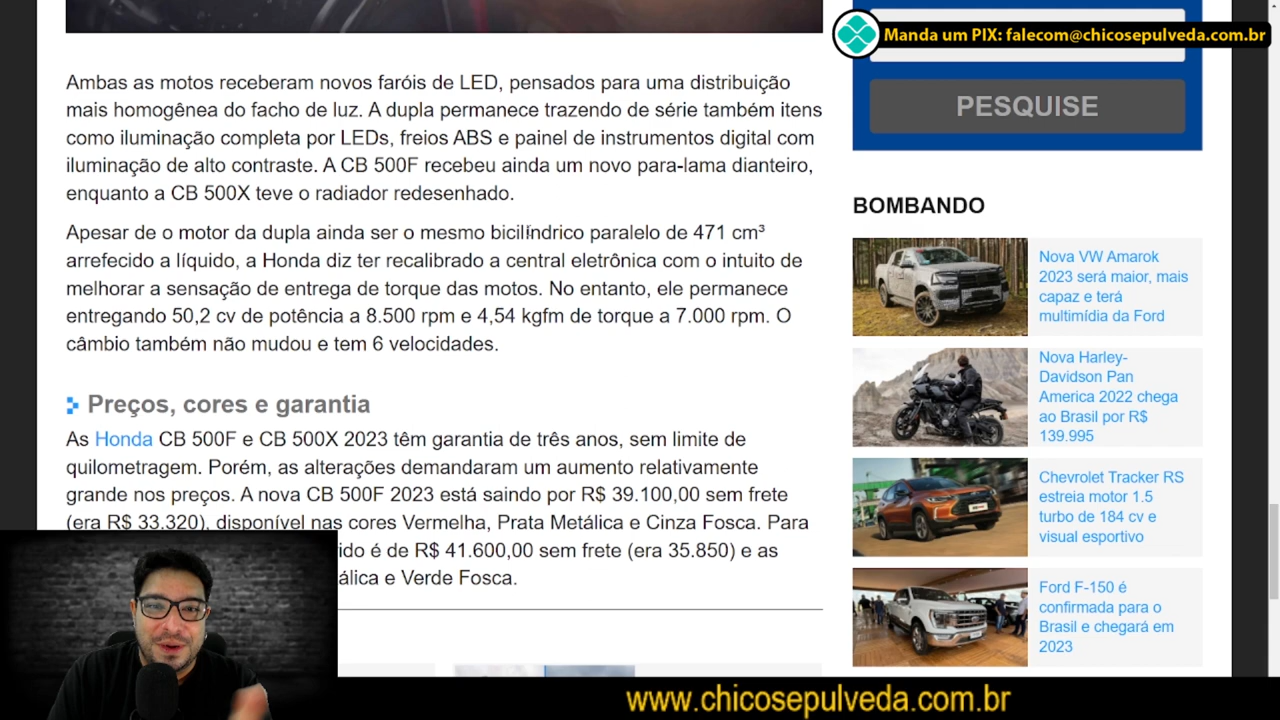 Manda um PIX: falecom@chicosepulveda.com.br
Ambas as motos receberam novos faróis de LED, pensados para uma distribuição
mais homogênea do facho de luz. A dupla permanece trazendo de série também itens
como iluminação completa por LEDs, freios ABS e painel de instrumentos digital com
iluminação de alto contraste. A CB 500F recebeu ainda um novo para-lama dianteiro,
enquanto a CB 500X teve o radiador redesenhado.
Apesar de o motor da dupla ainda ser o mesmo bicilíndrico paralelo de 471 cm³
arrefecido a líquido, a Honda diz ter recalibrado a central eletrônica com o intuito de
melhorar a sensação de entrega de torque das motos. No entanto, ele permanece
entregando 50,2 cv de potência a 8.500 rpm e 4,54 kgfm de torque a 7.000 rpm. O
câmbio também não mudou e tem 6 velocidades.
Preços, cores e garantia
As Honda CB 500F e CB 500X 2023 têm garantia de três anos, sem limite de
quilometragem. Porém, as alterações demandaram um aumento relativamente
grande nos preços. A nova CB 500F 2023 está saindo por R$ 39.100,00 sem frete
(era R$ 33.320), disponível nas cores Vermelha, Prata Metálica e Cinza Fosca. Para
ido é de R$ 41.600,00 sem frete (era 35.850) e as
álica e Verde Fosca.
PESQUISE
BOMBANDO
Nova VW Amarok
2023 será maior, mais
capaz e terá
multimídia da Ford
Nova Harley-
Davidson Pan
America 2022 chega
ao Brasil por R$
139.995
Chevrolet Tracker RS
estreia motor 1.5
turbo de 184 cv e
visual esportivo
Ford F-150 é
confirmada para o
Brasil e chegará em
2023
www.chicosepulveda.com.br